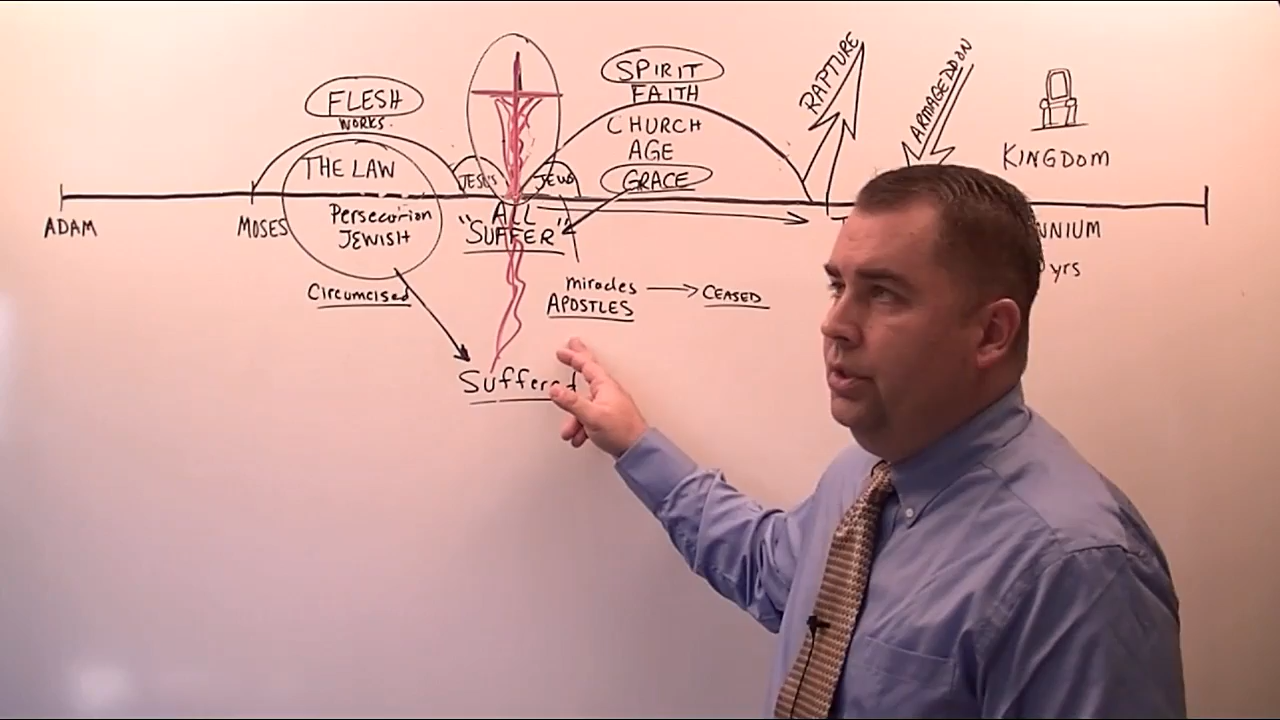 FLESH
WORKS
THE LAW
Persecution
JEWISH
Circumcised
ADAM
MOSES
JESUS
JEWS
ALL
"SUFFER"
Suffered
SPIRIT
FAITH
CHURCH
AGE
GRACE
miracles
APOSTLES
CEASED
RAPTURE
ARMAGEDDON
KINGDOM
NNIUM
yrs